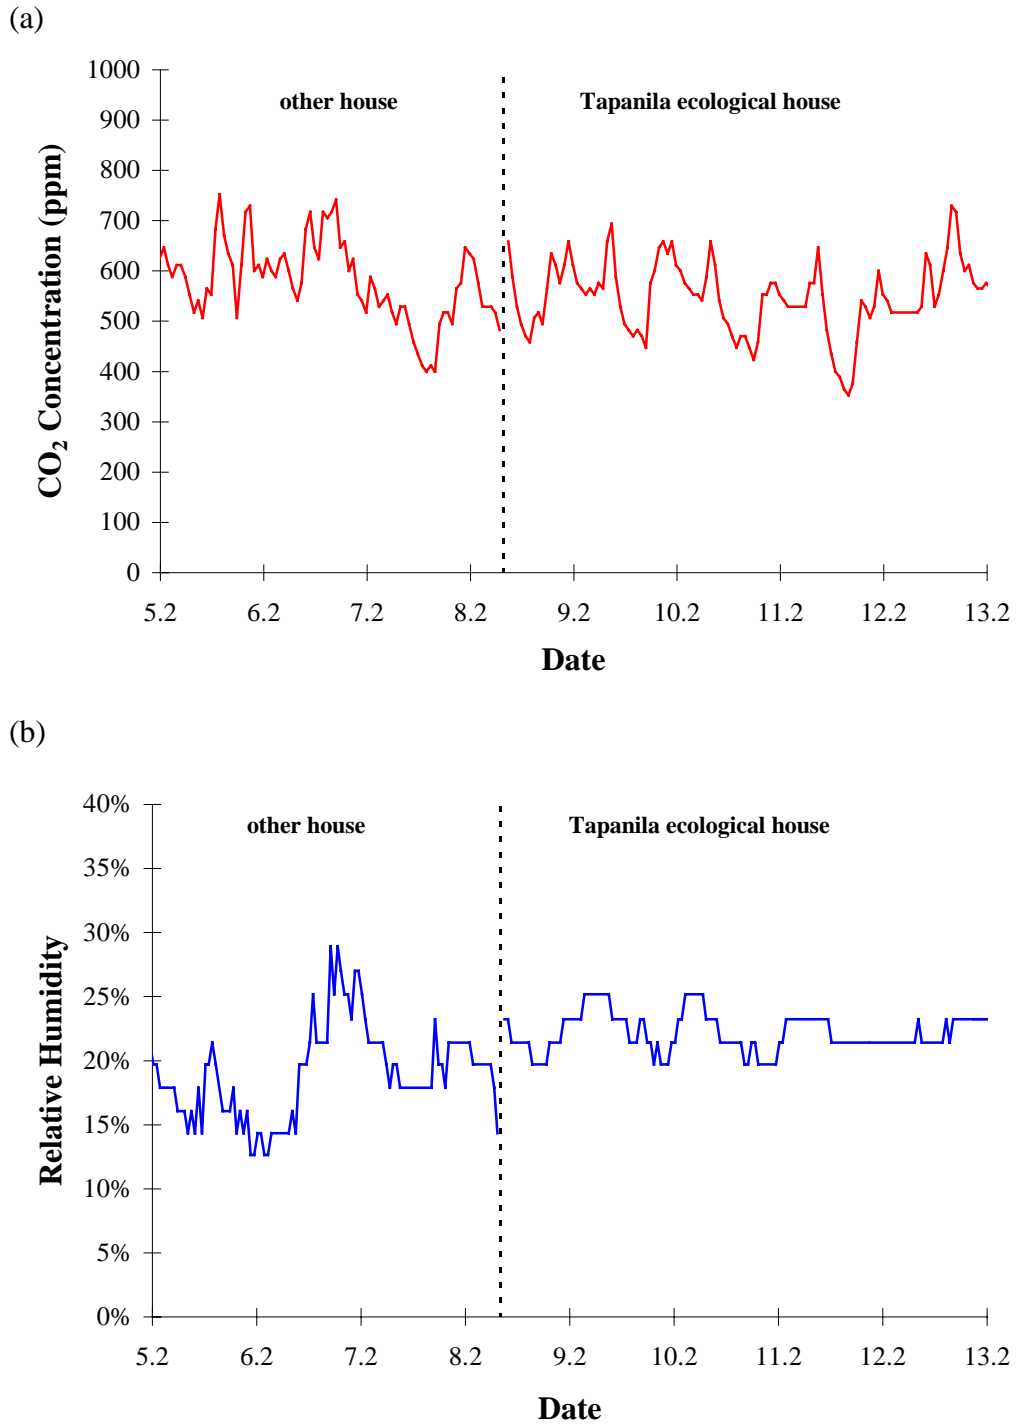 (a)
1000
900
800
700
600
500
400
300
200
100
0
CO₂ Concentration (ppm)
other house
Tapanila ecological house
5.2 6.2 7.2 8.2 9.2 10.2 11.2 12.2 13.2
Date
(b)
40%
35%
30%
25%
20%
15%
10%
5%
0%
Relative Humidity
other house
Tapanila ecological house
5.2 6.2 7.2 8.2 9.2 10.2 11.2 12.2 13.2
Date